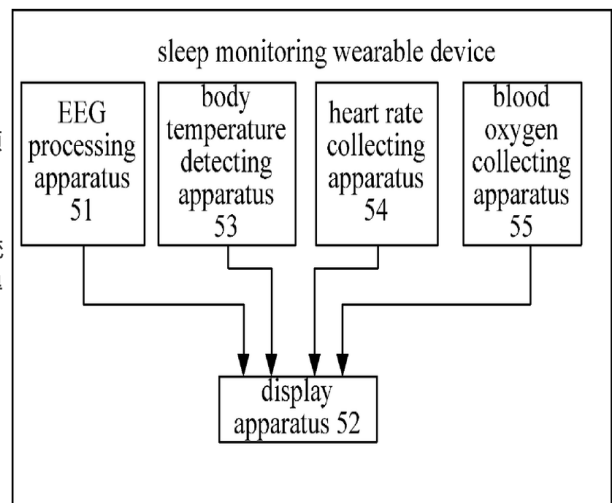 sleep monitoring wearable device
EEG
processing
apparatus
51
body
temperature
detecting
apparatus
53
heart rate
collecting
apparatus
54
blood
oxygen
collecting
apparatus
55
display
apparatus 52